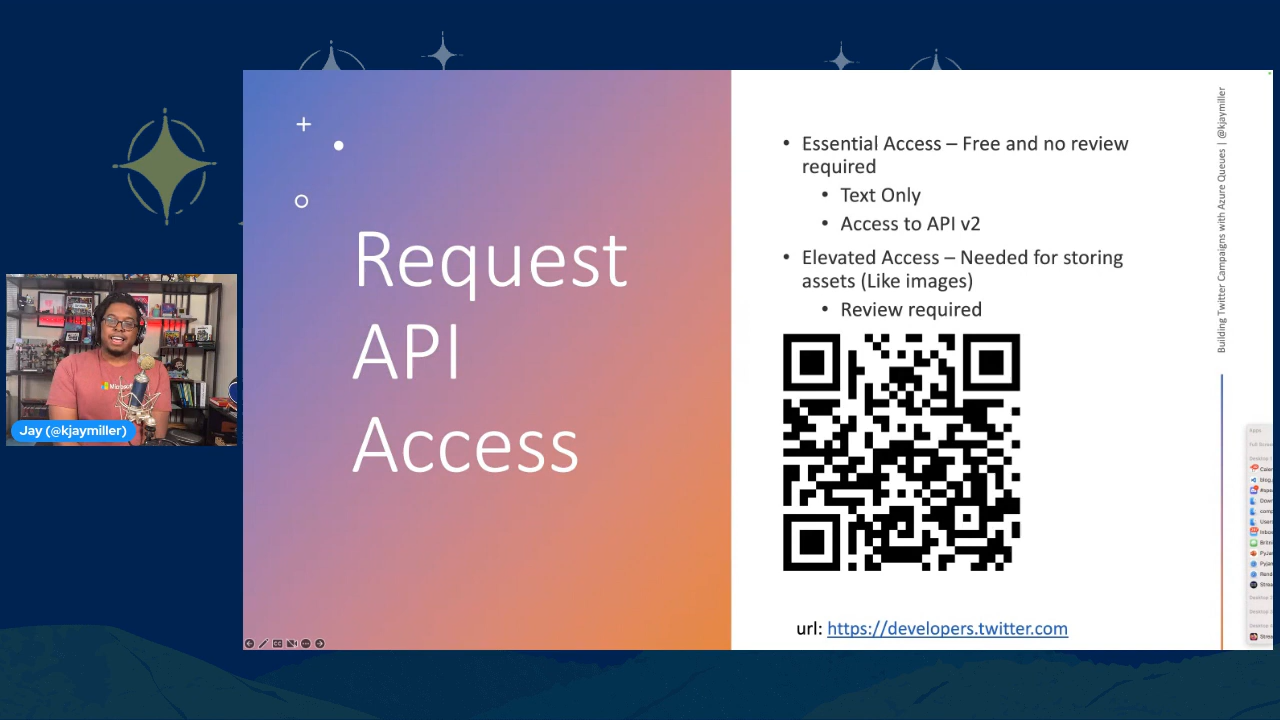 Request
API
Access
• Essential Access – Free and no review
required
• Text Only
• Access to API v2
• Elevated Access – Needed for storing
assets (Like images)
• Review required
url: https://developers.twitter.com
Building Twitter Campaigns with Azure Queues | @kjaymiller
Jay (@kjaymiller)
Microsoft